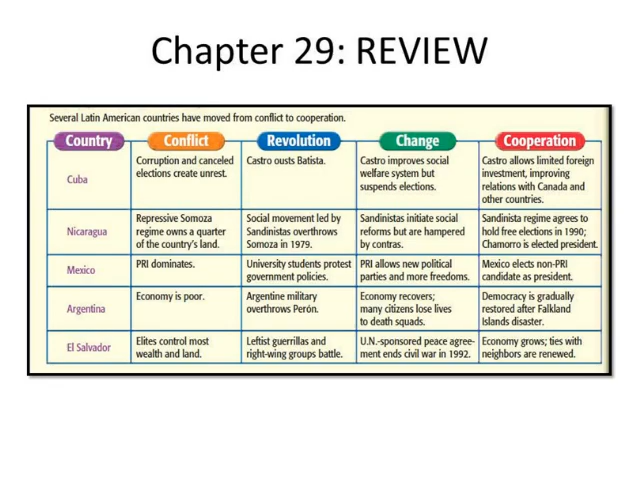 Chapter 29: REVIEW
Several Latin American countries have moved from conflict to cooperation.
Country Conflict Revolution Change Cooperation
Cuba
Corruption and canceled
elections create unrest.
Castro ousts Batista.
Castro improves social
welfare system but
suspends elections.
Castro allows limited foreign
investment, improving
relations with Canada and
other countries.
Nicaragua
Repressive Somoza
regime owns a quarter
of the country's land.
Social movement led by
Sandinistas overthrows
Somoza in 1979.
Sandinistas initiate social
reforms but are hampered
by contras.
Sandinista regime agrees to
hold free elections in 1990;
Chamorro is elected president.
Mexico
PRI dominates.
University students protest
government policies.
PRI allows new political
parties and more freedoms.
Mexico elects non-PRI
candidate as president.
Argentina
Economy is poor.
Argentine military
overthrows Perón.
Economy recovers;
many citizens lose lives
to death squads.
Democracy is gradually
restored after Falkland
Islands disaster.
El Salvador
Elites control most
wealth and land.
Leftist guerrillas and
right-wing groups battle.
U.N.-sponsored peace agree-
ment ends civil war in 1992.
Economy grows; ties with
neighbors are renewed.